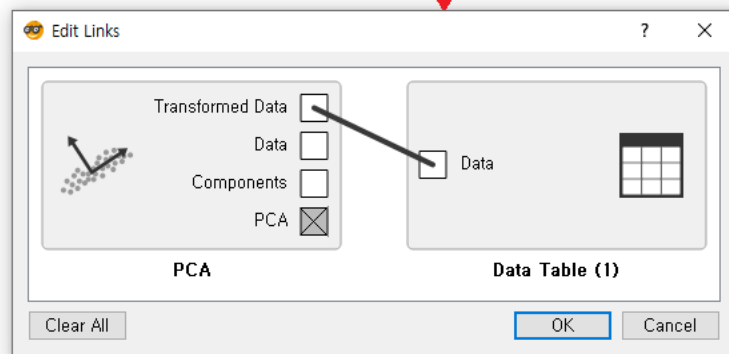 Edit Links
?
Transformed Data
Data
Components
PCA
Data
PCA
Data Table (1)
Clear All
OK
Cancel